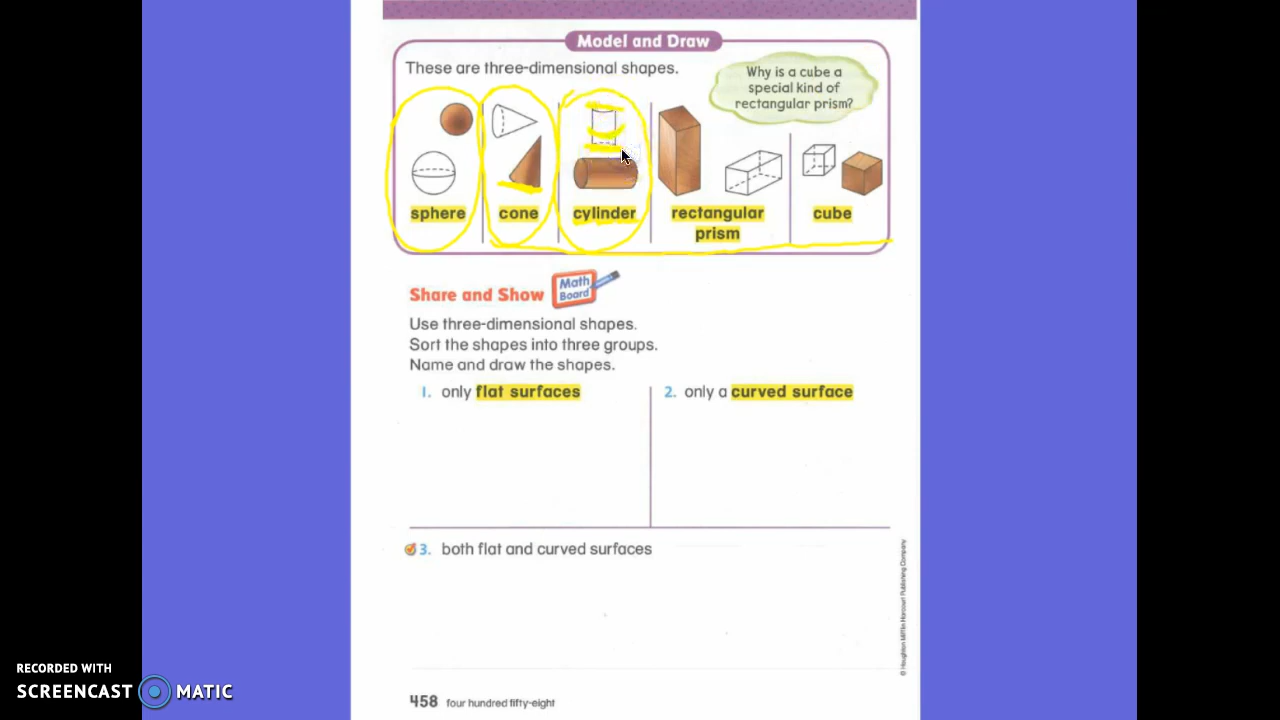 Model and Draw
These are three-dimensional shapes.
Why is a cube a
special kind of
rectangular prism?
sphere
cone
cylinder
rectangular
prism
cube
Share and Show
Math
Board
Use three-dimensional shapes.
Sort the shapes into three groups.
Name and draw the shapes.
1. only flat surfaces
2. only a curved surface
3. both flat and curved surfaces
© Houghton Mifflin Harcourt Publishing Company
458 four hundred fifty-eight
RECORDED WITH
SCREENCAST MATIC